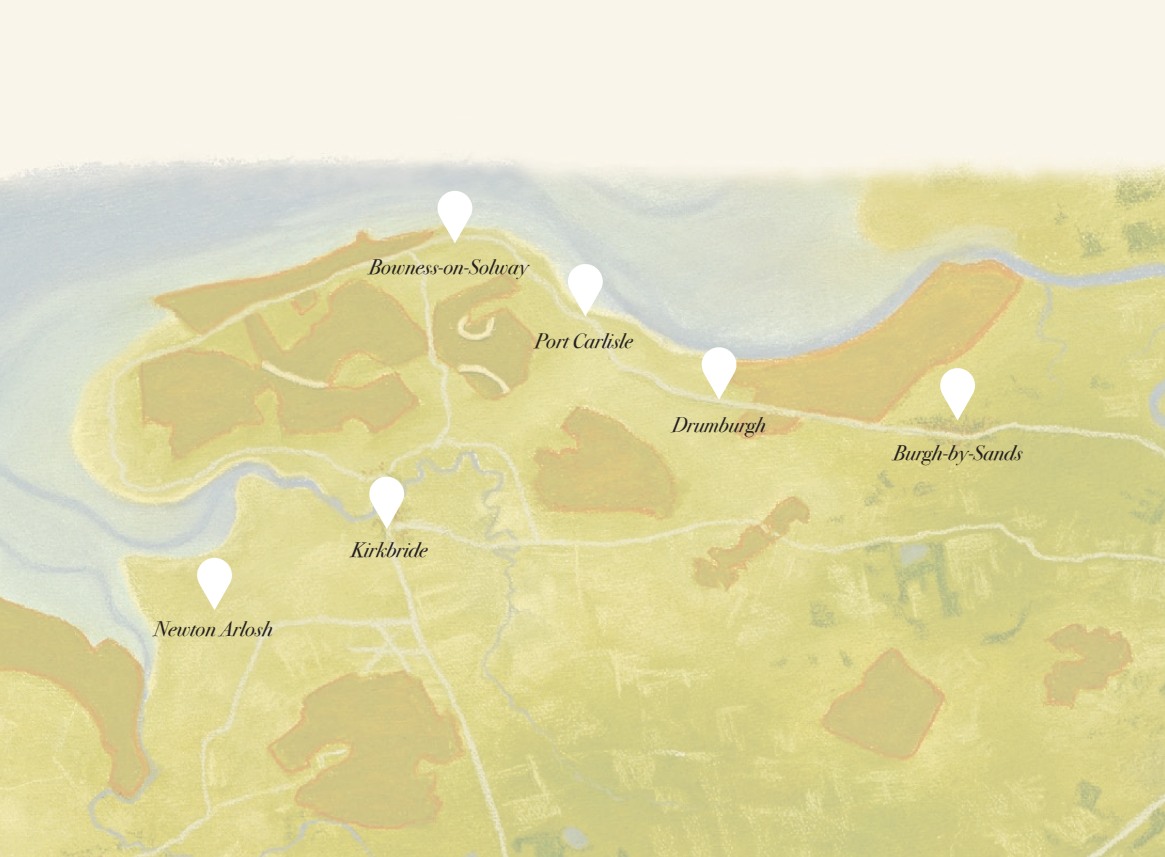 Bowness-on-Solway
Port Carlisle
Drumburgh
Burgh-by-Sands
Kirkbride
Newton Arlosh